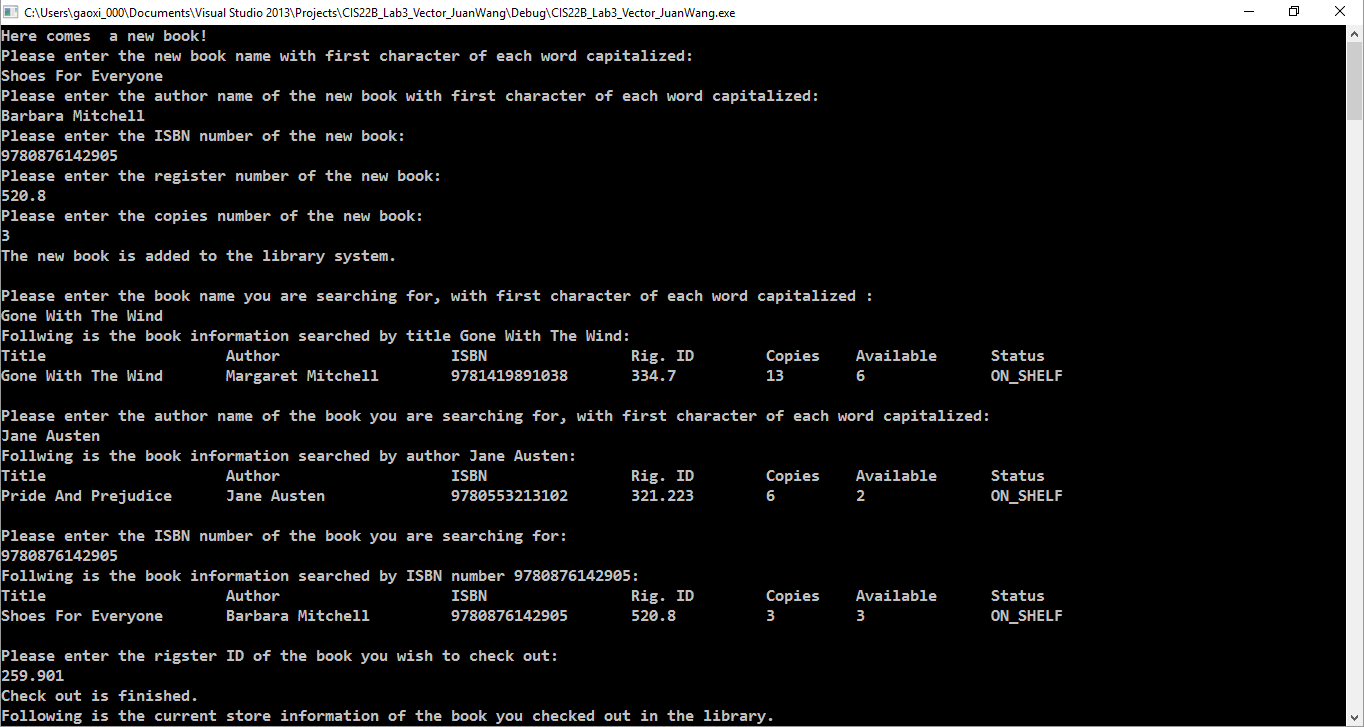 C:\Users\gaoxi_000\Documents\Visual Studio 2013\Projects\CIS22B_Lab3_Vector_JuanWang\Debug\CIS22B_Lab3_Vector_JuanWang.exe
Here comes  a new book!
Please enter the new book name with first character of each word capitalized:
Shoes For Everyone
Please enter the author name of the new book with first character of each word capitalized:
Barbara Mitchell
Please enter the ISBN number of the new book:
9780876142905
Please enter the register number of the new book:
520.8
Please enter the copies number of the new book:
3
The new book is added to the library system.

Please enter the book name you are searching for, with first character of each word capitalized :
Gone With The Wind
Follwing is the book information searched by title Gone With The Wind:
Title                    Author                   ISBN                Rig. ID        Copies    Available      Status
Gone With The Wind       Margaret Mitchell        9781419891038       334.7          13        6              ON_SHELF

Please enter the author name of the book you are searching for, with first character of each word capitalized:
Jane Austen
Follwing is the book information searched by author Jane Austen:
Title                    Author                   ISBN                Rig. ID        Copies    Available      Status
Pride And Prejudice      Jane Austen              9780553213102       321.223        6         2              ON_SHELF

Please enter the ISBN number of the book you are searching for:
9780876142905
Follwing is the book information searched by ISBN number 9780876142905:
Title                    Author                   ISBN                Rig. ID        Copies    Available      Status
Shoes For Everyone       Barbara Mitchell         9780876142905       520.8          3         3              ON_SHELF

Please enter the rigster ID of the book you wish to check out:
259.901
Check out is finished.
Following is the current store information of the book you checked out in the library.